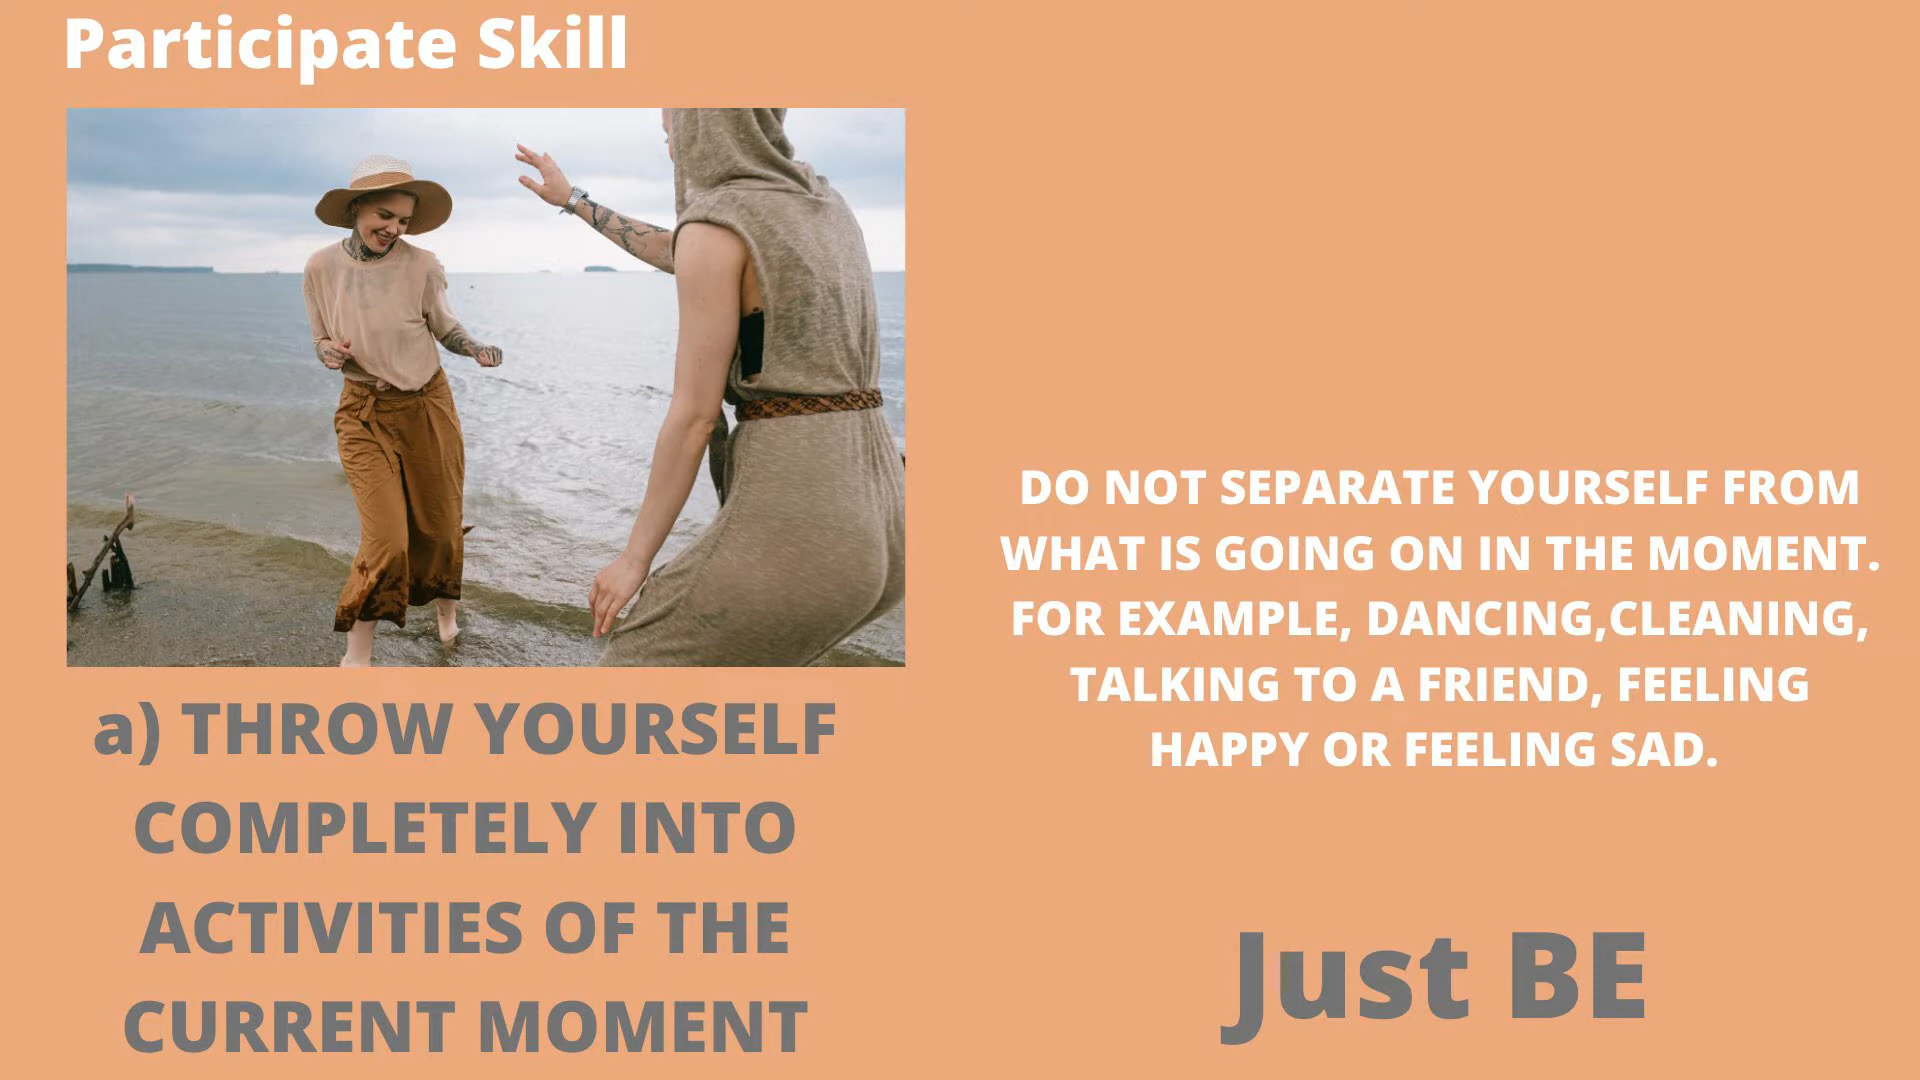 Participate Skill
a) THROW YOURSELF
COMPLETELY INTO
ACTIVITIES OF THE
CURRENT MOMENT
DO NOT SEPARATE YOURSELF FROM
WHAT IS GOING ON IN THE MOMENT.
FOR EXAMPLE, DANCING,CLEANING,
TALKING TO A FRIEND, FEELING
HAPPY OR FEELING SAD.
Just BE